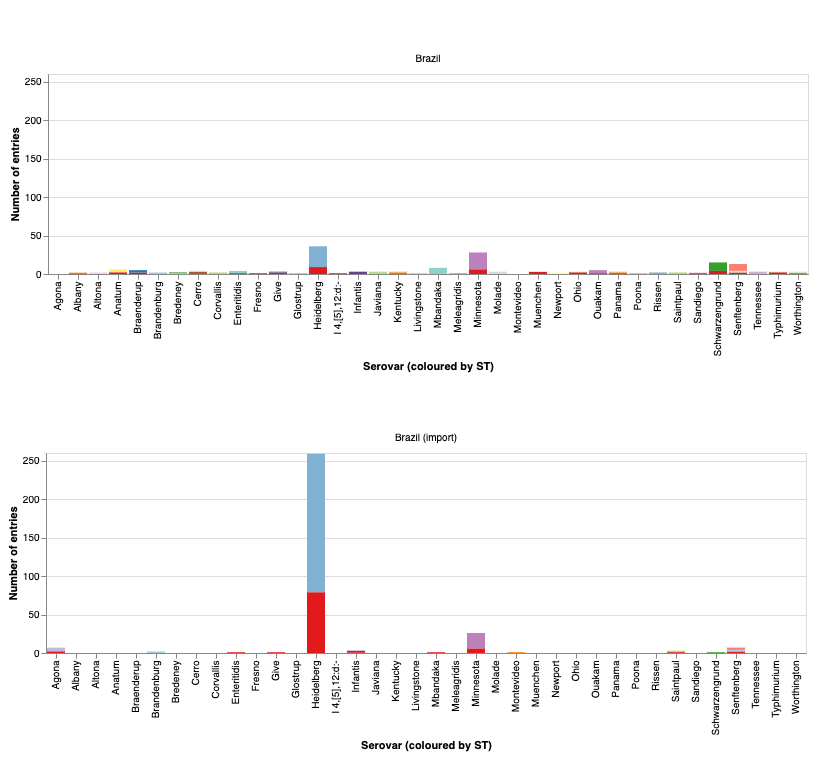 Brazil
250
200
150
100
50
0
Number of entries
Agona
Albany
Altona
Anatum
Braenderup
Brandenburg
Bredeney
Cerro
Corvallis
Enteritidis
Fresno
Give
Glostrup
Heidelberg
I 4,[5],12:d:-
Infantis
Javiana
Kentucky
Livingstone
Mbandaka
Meleagridis
Minnesota
Molade
Montevideo
Muenchen
Newport
Ohio
Ouakam
Panama
Poona
Rissen
Saintpaul
Sandiego
Schwarzengrund
Senftenberg
Tennessee
Typhimurium
Worthington
Serovar (coloured by ST)
Brazil (import)
250
200
150
100
50
0
Number of entries
Agona
Albany
Altona
Anatum
Braenderup
Brandenburg
Bredeney
Cerro
Corvallis
Enteritidis
Fresno
Give
Glostrup
Heidelberg
I 4,[5],12:d:-
Infantis
Javiana
Kentucky
Livingstone
Mbandaka
Meleagridis
Minnesota
Molade
Montevideo
Muenchen
Newport
Ohio
Ouakam
Panama
Poona
Rissen
Saintpaul
Sandiego
Schwarzengrund
Senftenberg
Tennessee
Typhimurium
Worthington
Serovar (coloured by ST)